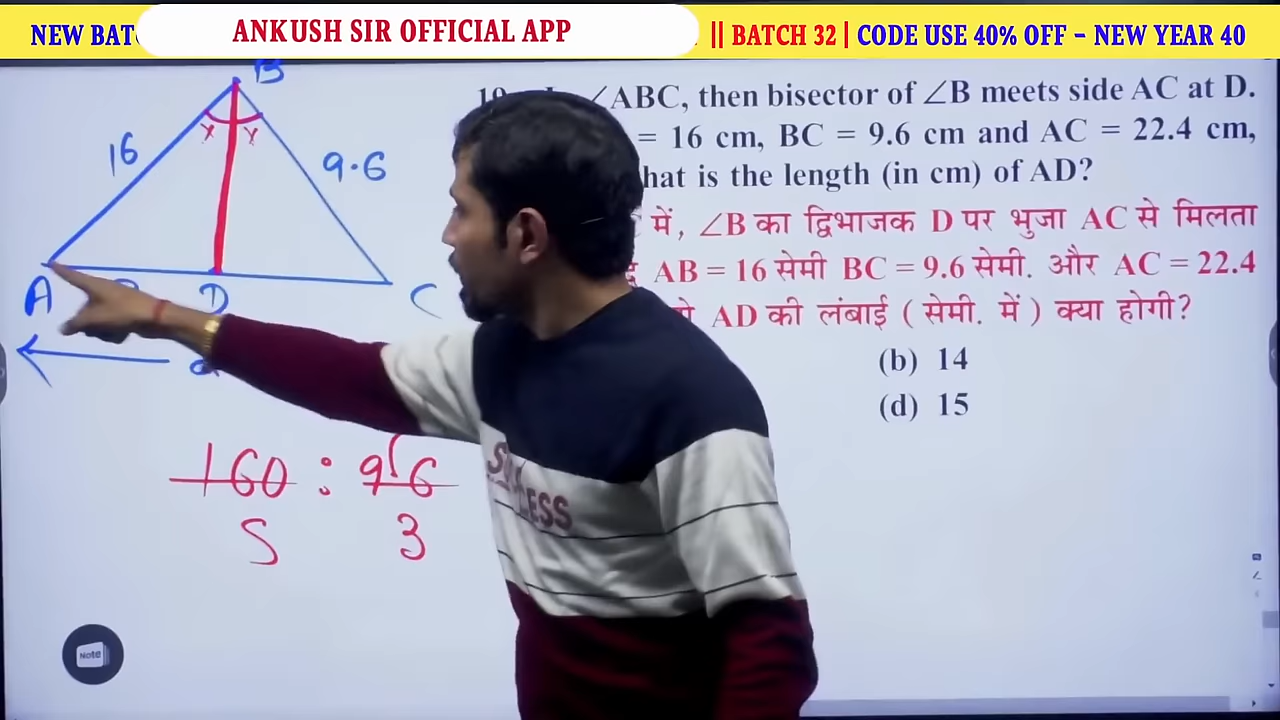 NEW BAT
ANKUSH SIR OFFICIAL APP
|| BATCH 32 | CODE USE 40% OFF - NEW YEAR 40
∠ABC, then bisector of ∠B meets side AC at D.
= 16 cm, BC = 9.6 cm and AC = 22.4 cm,
hat is the length (in cm) of AD?
में, ∠B का द्विभाजक D पर भुजा AC से मिलता
AB = 16 सेमी BC = 9.6 सेमी. और AC = 22.4
AD की लंबाई ( सेमी. में ) क्या होगी?
(b) 14
(d) 15
B
x x
16
9.6
A D C
160 : 96
5 3
SU
CESS
Note